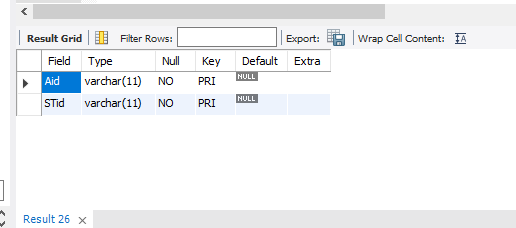 Result Grid Filter Rows: Export: Wrap Cell Content: IA
Field Type Null Key Default Extra
Aid varchar(11) NO PRI NULL
STid varchar(11) NO PRI NULL
Result 26 ×